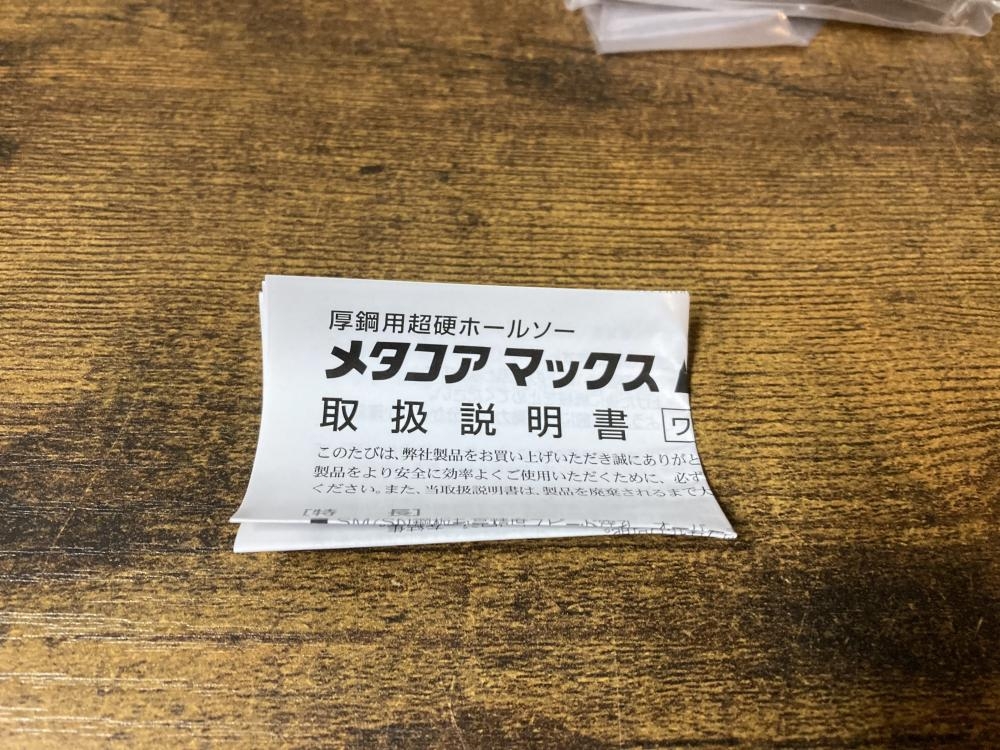 厚鋼用超硬ホールソー
メタコア マックス
取扱説明書 ワ
このたびは、弊社製品をお買い上げいただき誠にありがと
製品をより安全に効率よくご使用いただくために、必ず
ください。また、当取扱説明書は、製品を廃棄されるまで大
[特 長]